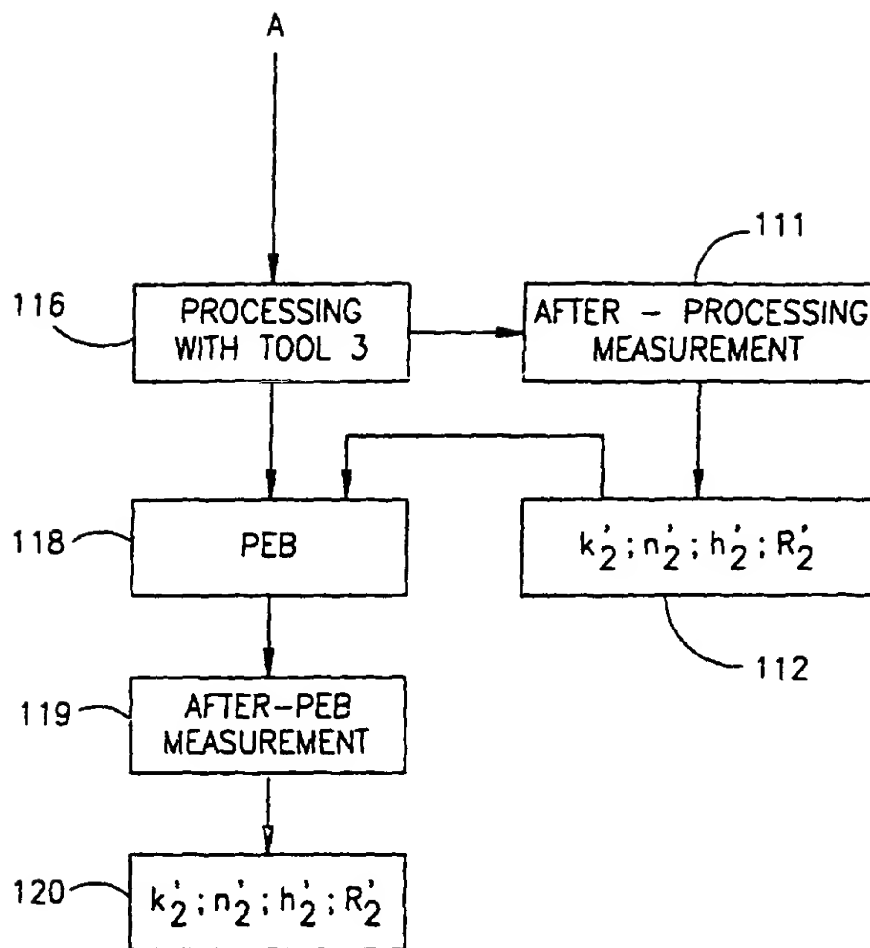 A
111
116
PROCESSING
WITH TOOL 3
AFTER - PROCESSING
MEASUREMENT
118
PEB
k'₂; n'₂; h'₂; R'₂
112
119
AFTER-PEB
MEASUREMENT
120
k'₂; n'₂; h'₂; R'₂